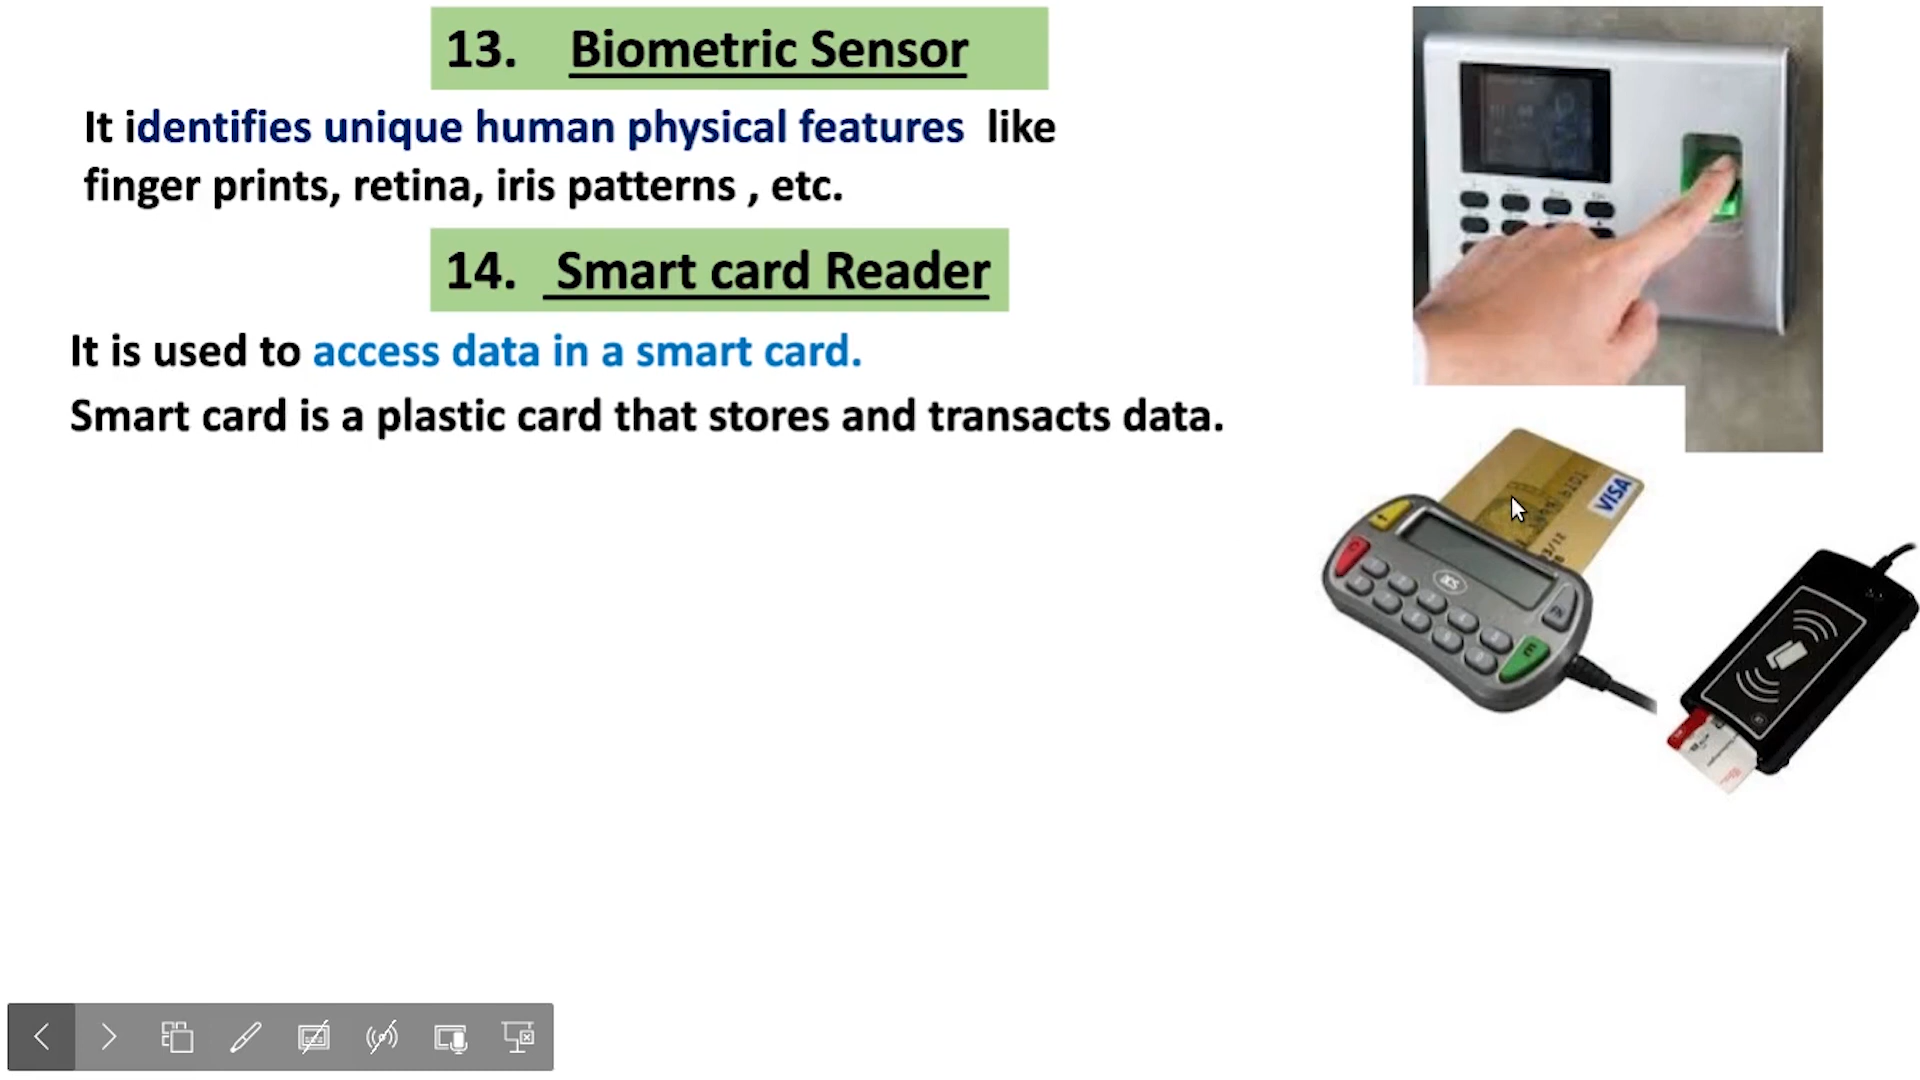 13. Biometric Sensor
It identifies unique human physical features like
finger prints, retina, iris patterns , etc.
14. Smart card Reader
It is used to access data in a smart card.
Smart card is a plastic card that stores and transacts data.
VISA